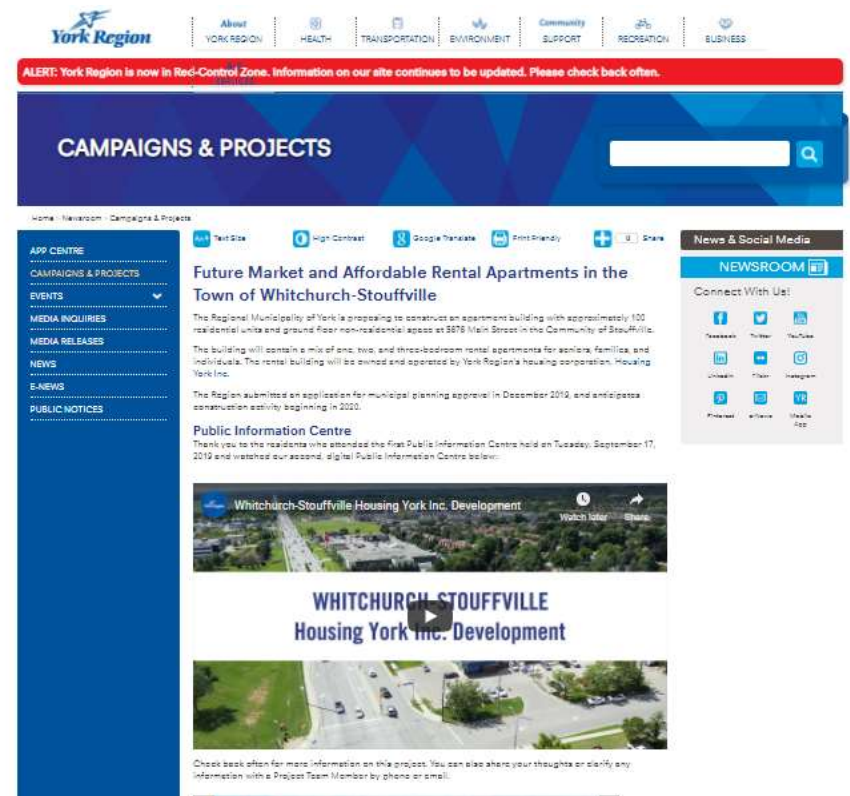 York Region
About
YORK REGION
HEALTH
TRANSPORTATION
ENVIRONMENT
Community
SUPPORT
RECREATION
BUSINESS
ALERT: York Region is now in Red-Control Zone. Information on our site continues to be updated. Please check back often.
CAMPAIGNS & PROJECTS
Home · Newsroom · Campaigns & Projects
APP CENTRE
CAMPAIGNS & PROJECTS
EVENTS
MEDIA INQUIRIES
MEDIA RELEASES
NEWS
E-NEWS
PUBLIC NOTICES
Text Size
High Contrast
Google Translate
Print Friendly
0 Share
Future Market and Affordable Rental Apartments in the
Town of Whitchurch-Stouffville
The Regional Municipality of York is proposing to construct an apartment building with approximately 100
residential units and ground floor non-residential space at 5676 Main Street in the Community of Stouffville.
The building will contain a mix of one, two, and three-bedroom rental apartments for seniors, families, and
individuals. The rental building will be owned and operated by York Region's housing corporation, Housing
York Inc.
The Region submitted an application for municipal planning approval in December 2019, and anticipates
construction activity beginning in 2020.
Public Information Centre
Thank you to the residents who attended the first Public Information Centre held on Tuesday, September 17,
2019 and watched our second, digital Public Information Centre below:
Whitchurch-Stouffville Housing York Inc. Development
Watch later
Share
WHITCHURCH-STOUFFVILLE
Housing York Inc. Development
Check back often for more information on this project. You can also share your thoughts or clarify any
information with a Project Team Member by phone or email.
News & Social Media
NEWSROOM
Connect With Us!
Facebook
Twitter
YouTube
LinkedIn
Flickr
Instagram
Pinterest
e-News
Mobile
App